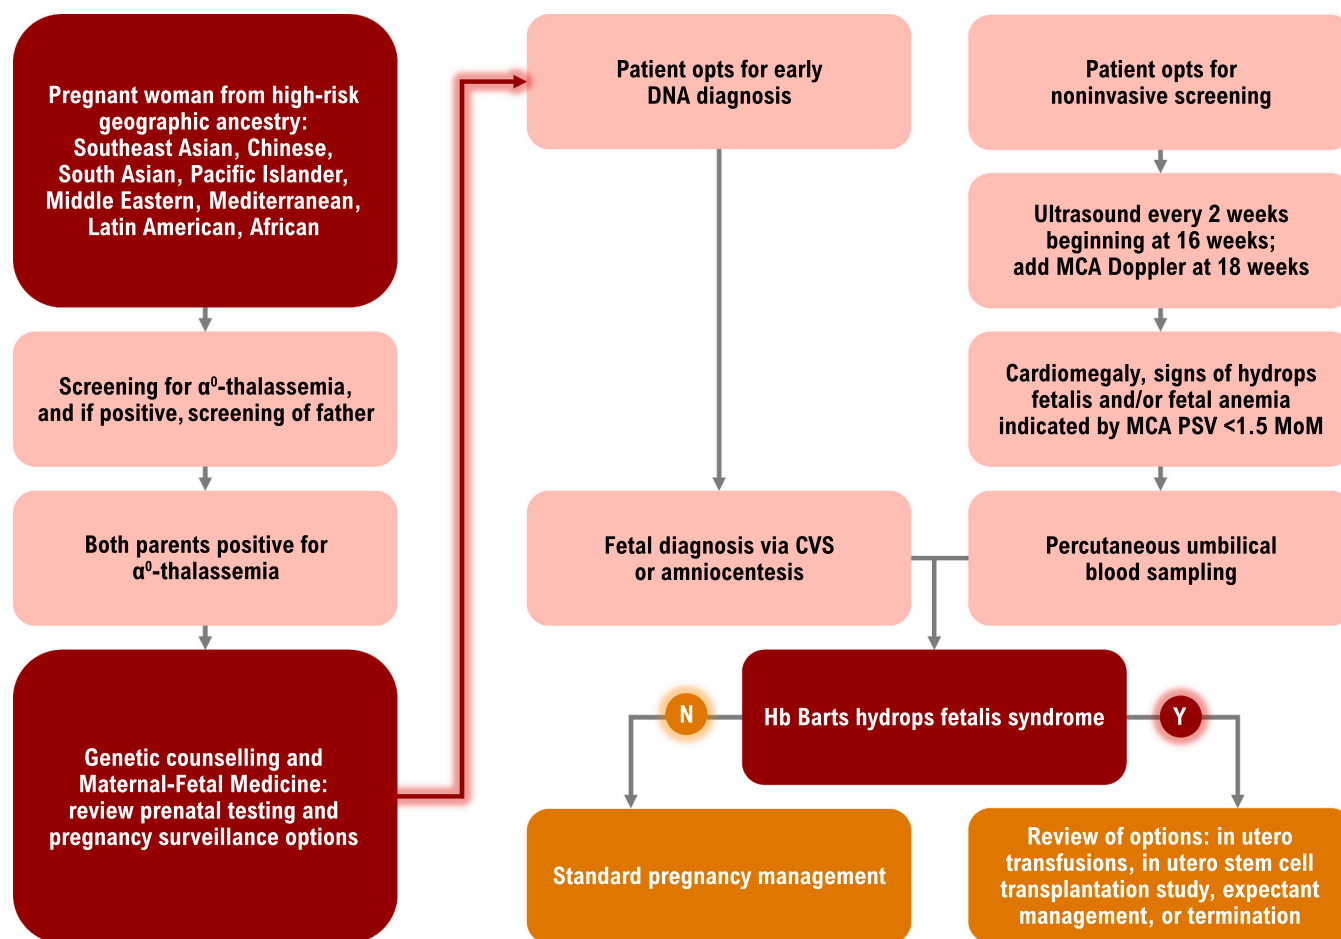 Pregnant woman from high-risk
geographic ancestry:
Southeast Asian, Chinese,
South Asian, Pacific Islander,
Middle Eastern, Mediterranean,
Latin American, African
Screening for α⁰-thalassemia,
and if positive, screening of father
Both parents positive for
α⁰-thalassemia
Genetic counselling and
Maternal-Fetal Medicine:
review prenatal testing and
pregnancy surveillance options
Patient opts for early
DNA diagnosis
Fetal diagnosis via CVS
or amniocentesis
Patient opts for
noninvasive screening
Ultrasound every 2 weeks
beginning at 16 weeks;
add MCA Doppler at 18 weeks
Cardiomegaly, signs of hydrops
fetalis and/or fetal anemia
indicated by MCA PSV <1.5 MoM
Percutaneous umbilical
blood sampling
Hb Barts hydrops fetalis syndrome
N
Y
Standard pregnancy management
Review of options: in utero
transfusions, in utero stem cell
transplantation study, expectant
management, or termination